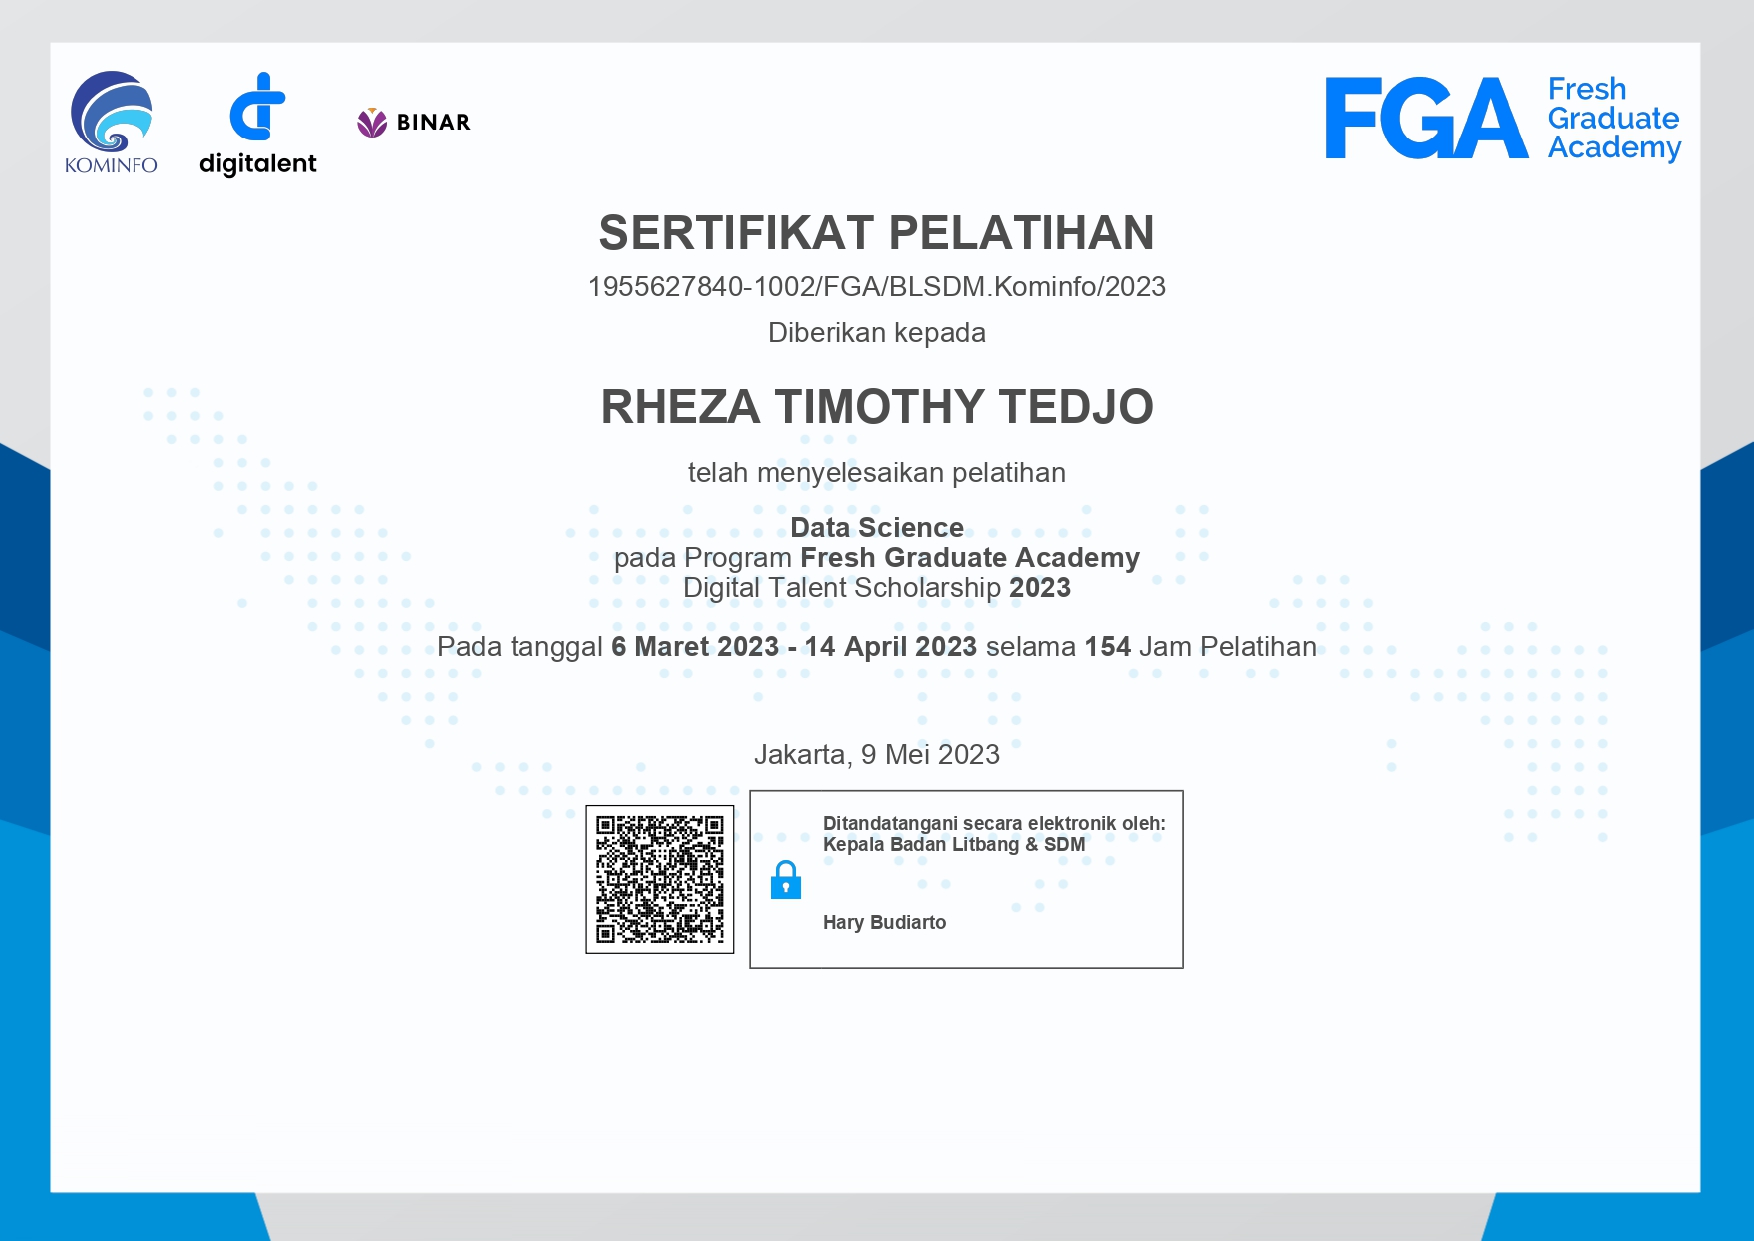 KOMINFO
digitalent
BINAR
FGA
Fresh
Graduate
Academy
SERTIFIKAT PELATIHAN
1955627840-1002/FGA/BLSDM.Kominfo/2023
Diberikan kepada
RHEZA TIMOTHY TEDJO
telah menyelesaikan pelatihan
Data Science
pada Program Fresh Graduate Academy
Digital Talent Scholarship 2023
Pada tanggal 6 Maret 2023 - 14 April 2023 selama 154 Jam Pelatihan
Jakarta, 9 Mei 2023
Ditandatangani secara elektronik oleh:
Kepala Badan Litbang & SDM
Hary Budiarto